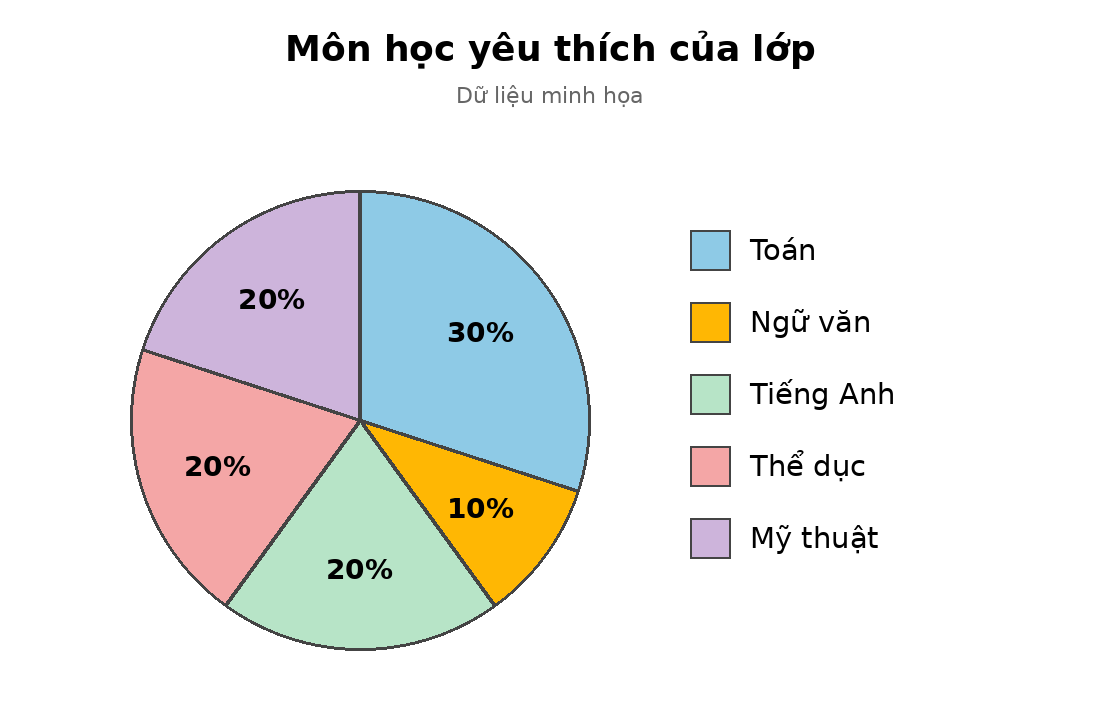 Môn học yêu thích của lớp
Dữ liệu minh họa
20%
30%
20%
10%
20%
Toán
Ngữ văn
Tiếng Anh
Thể dục
Mỹ thuật